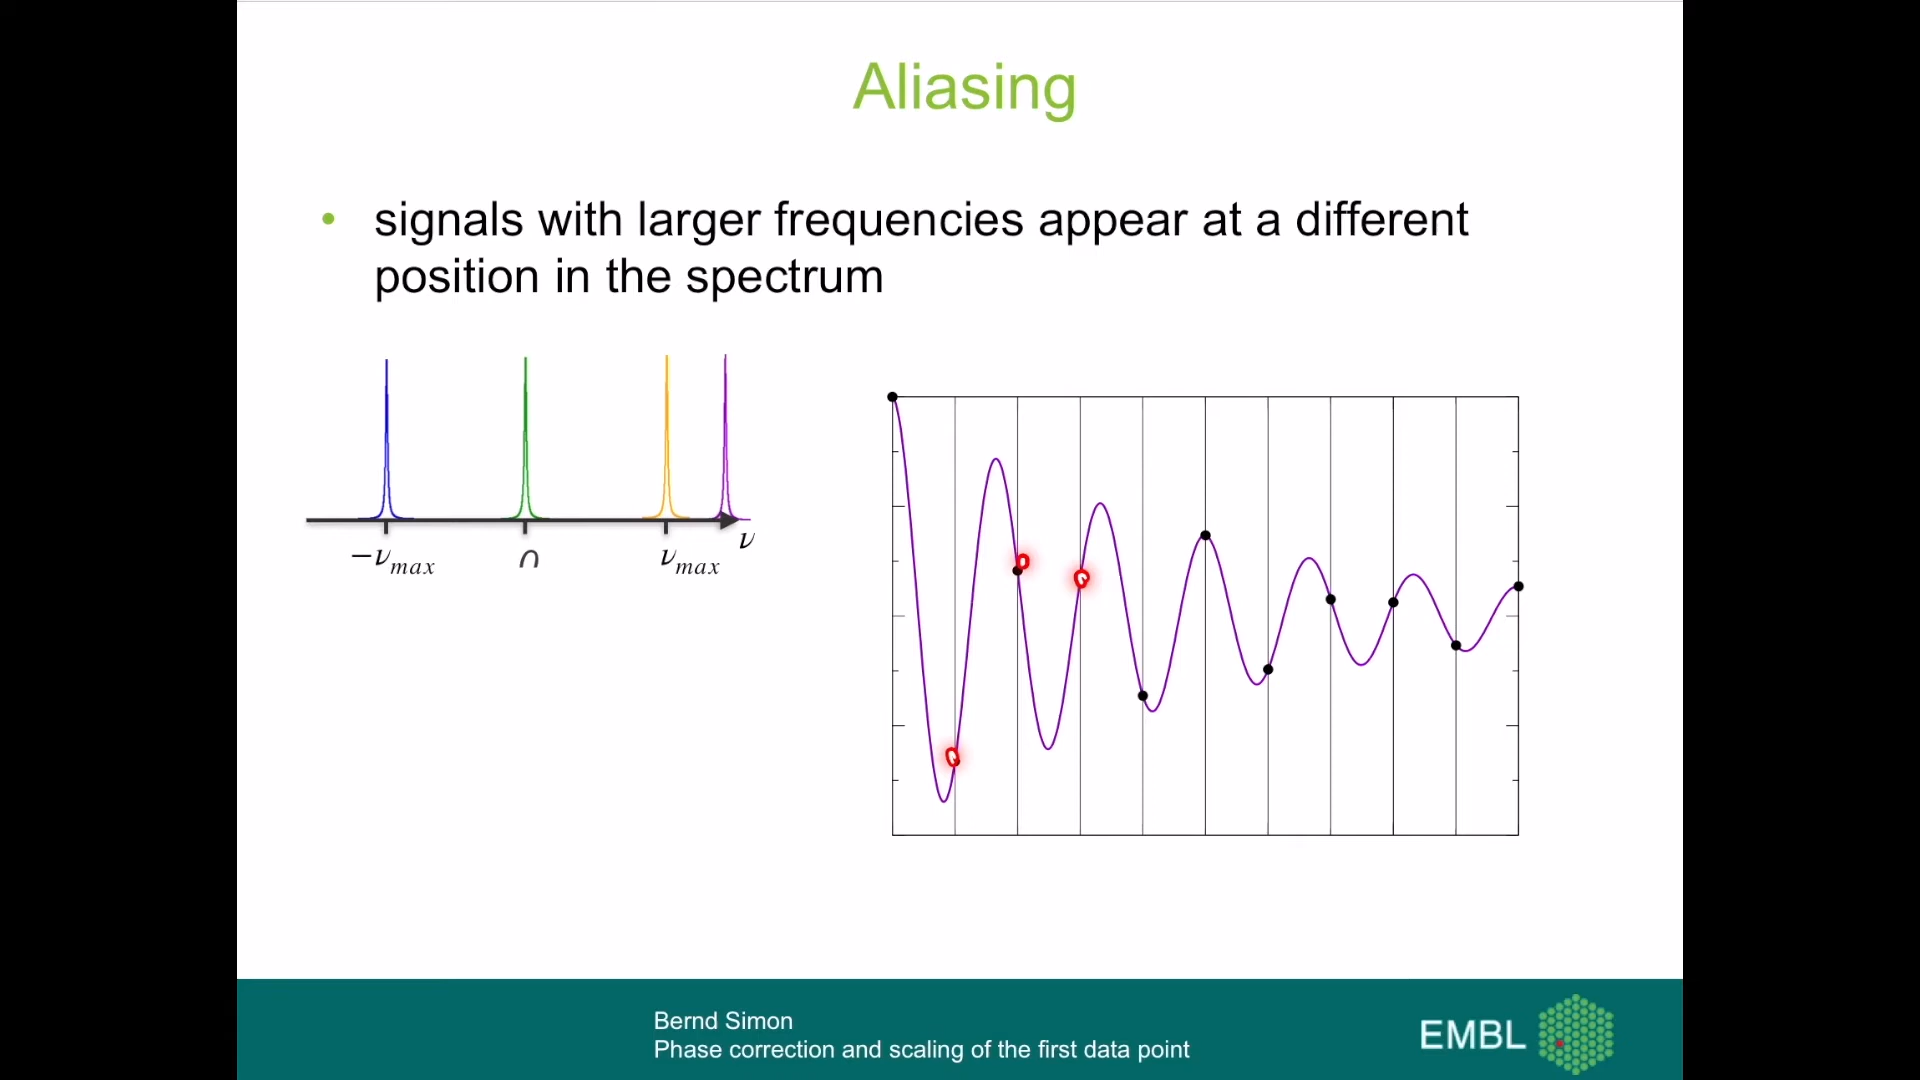 Aliasing
• signals with larger frequencies appear at a different
position in the spectrum
−ν_max
ν_max
ν
Bernd Simon
Phase correction and scaling of the first data point
EMBL